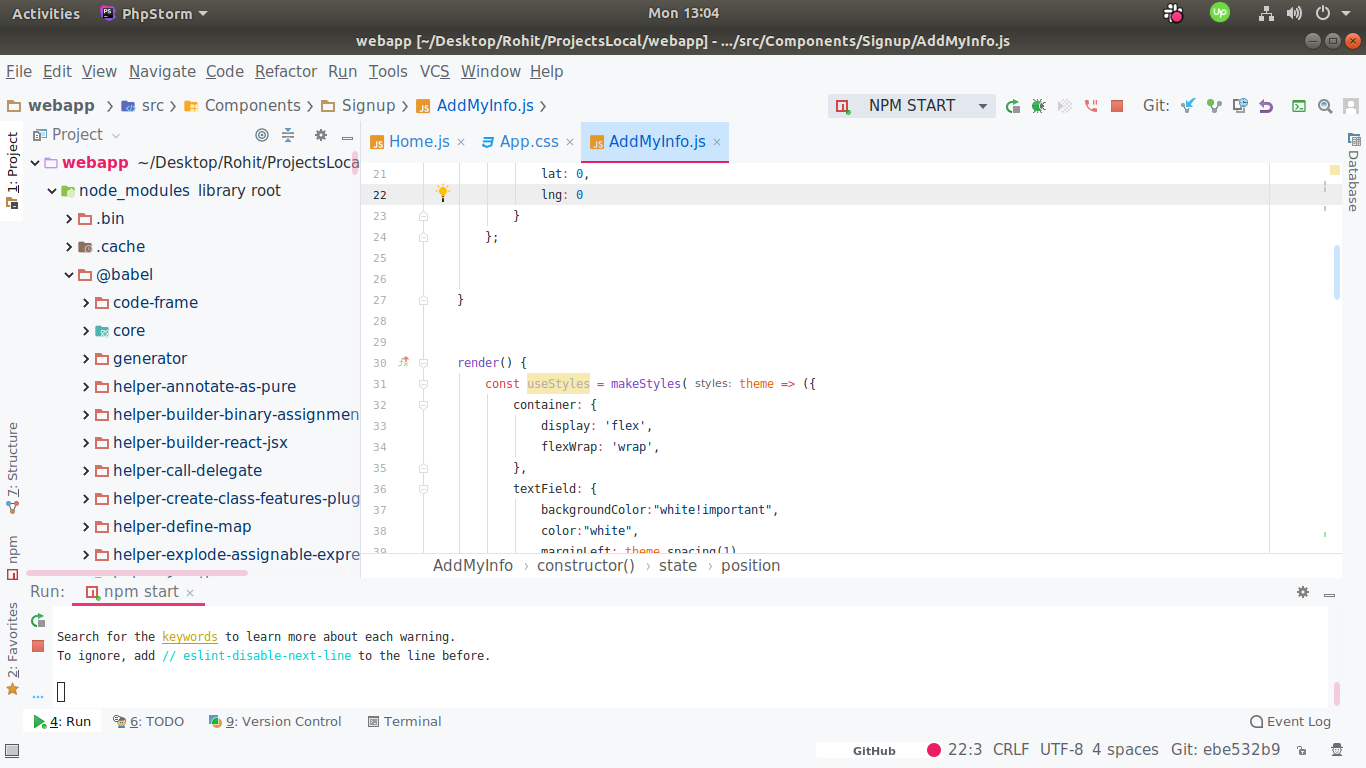 Activities PhpStorm Mon 13:04
webapp [~/Desktop/Rohit/ProjectsLocal/webapp] - .../src/Components/Signup/AddMyInfo.js
File Edit View Navigate Code Refactor Run Tools VCS Window Help
webapp src Components Signup AddMyInfo.js NPM START Git:
1: Project
7: Structure
npm
2: Favorites
Project
webapp ~/Desktop/Rohit/ProjectsLoca
node_modules library root
.bin
.cache
@babel
code-frame
core
generator
helper-annotate-as-pure
helper-builder-binary-assignmen
helper-builder-react-jsx
helper-call-delegate
helper-create-class-features-plug
helper-define-map
helper-explode-assignable-expre
Home.js App.css AddMyInfo.js
Database
21 lat: 0,
22 lng: 0
23 }
24 };
25
26
27 }
28
29
30 render() {
31 const useStyles = makeStyles( styles: theme => ({
32 container: {
33 display: 'flex',
34 flexWrap: 'wrap',
35 },
36 textField: {
37 backgroundColor:"white!important",
38 color:"white",
39 marginLeft: theme.spacing(1)
AddMyInfo › constructor() › state › position
Run: npm start
Search for the keywords to learn more about each warning.
To ignore, add // eslint-disable-next-line to the line before.
4: Run 6: TODO 9: Version Control Terminal Event Log
GitHub 22:3 CRLF UTF-8 4 spaces Git: ebe532b9